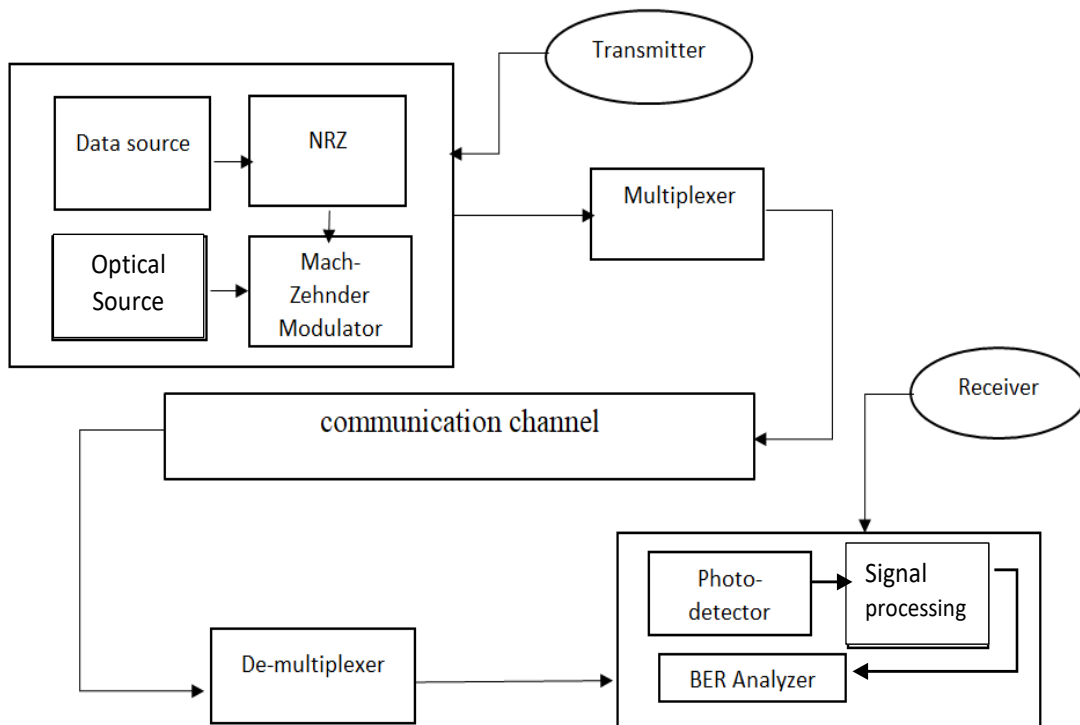 Transmitter
Data source
NRZ
Multiplexer
Optical
Source
Mach-
Zehnder
Modulator
Receiver
communication channel
Photo-
detector
Signal
processing
De-multiplexer
BER Analyzer